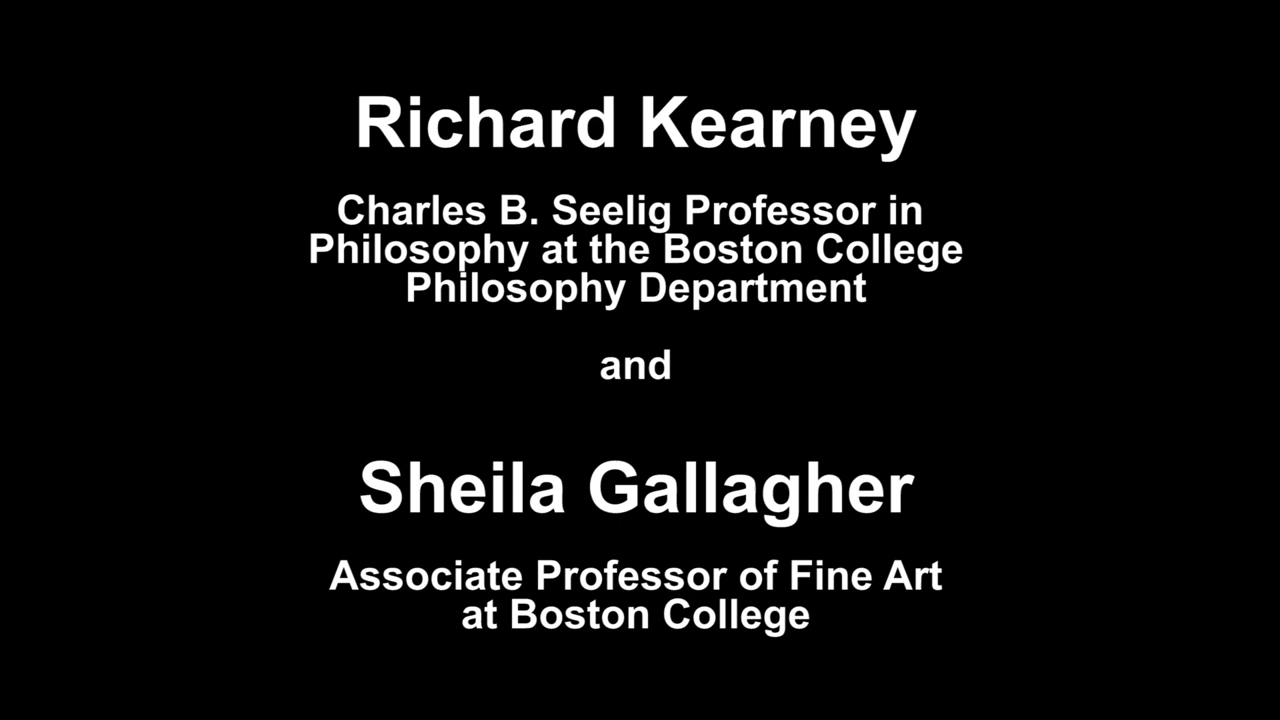 Richard Kearney
Charles B. Seelig Professor in
Philosophy at the Boston College
Philosophy Department
and
Sheila Gallagher
Associate Professor of Fine Art
at Boston College